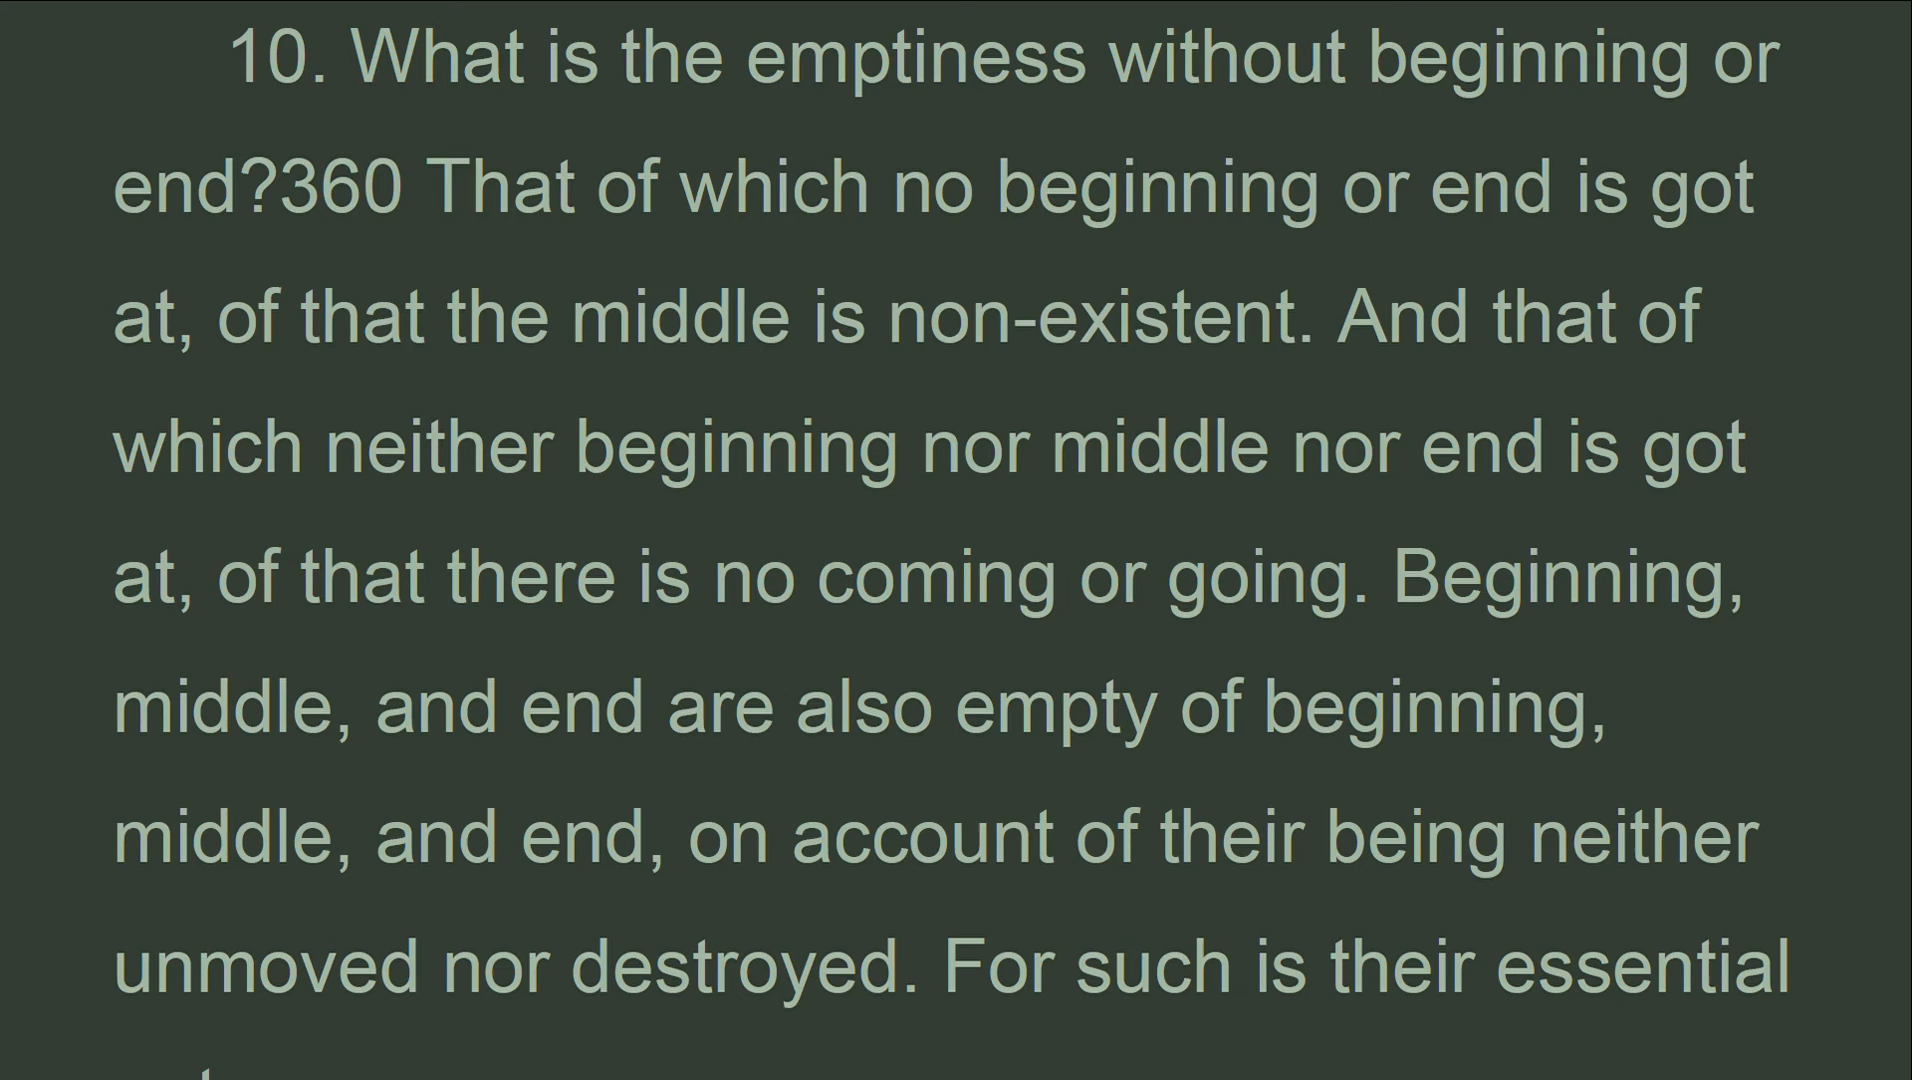 10. What is the emptiness without beginning or
end?360 That of which no beginning or end is got
at, of that the middle is non-existent. And that of
which neither beginning nor middle nor end is got
at, of that there is no coming or going. Beginning,
middle, and end are also empty of beginning,
middle, and end, on account of their being neither
unmoved nor destroyed. For such is their essential